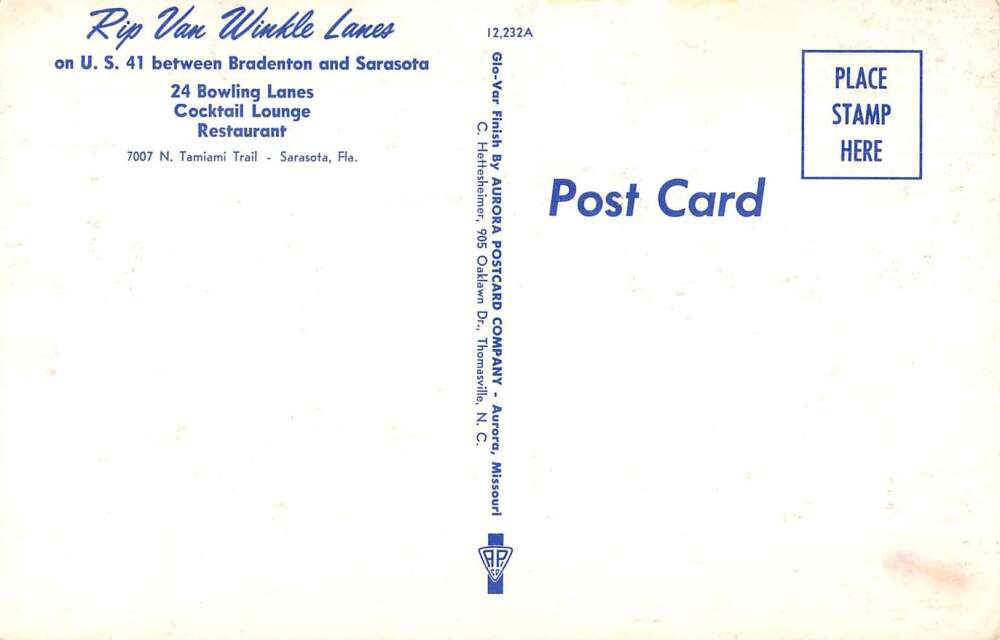 Rip Van Winkle Lanes
on U. S. 41 between Bradenton and Sarasota
24 Bowling Lanes
Cocktail Lounge
Restaurant
7007 N. Tamiami Trail - Sarasota, Fla.
12,232A
Glo-Var Finish By AURORA POSTCARD COMPANY - Aurora, Missouri
C. Hettesheimer, 905 Oaklawn Dr., Thomasville, N. C.
A.P.
CO.
Post Card
PLACE
STAMP
HERE